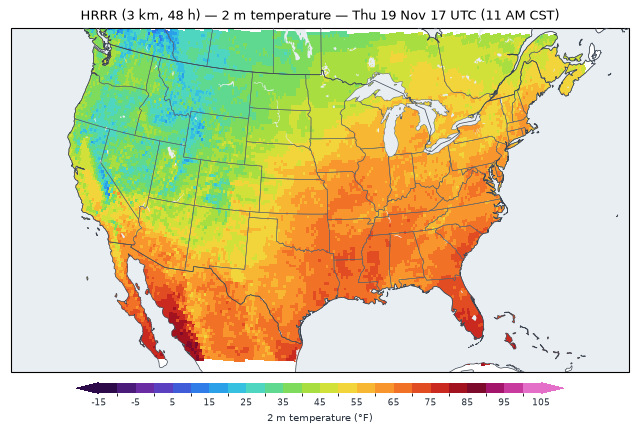 HRRR (3 km, 48 h) — 2 m temperature — Thu 19 Nov 17 UTC (11 AM CST)
-15 -5 5 15 25 35 45 55 65 75 85 95 105
2 m temperature (°F)